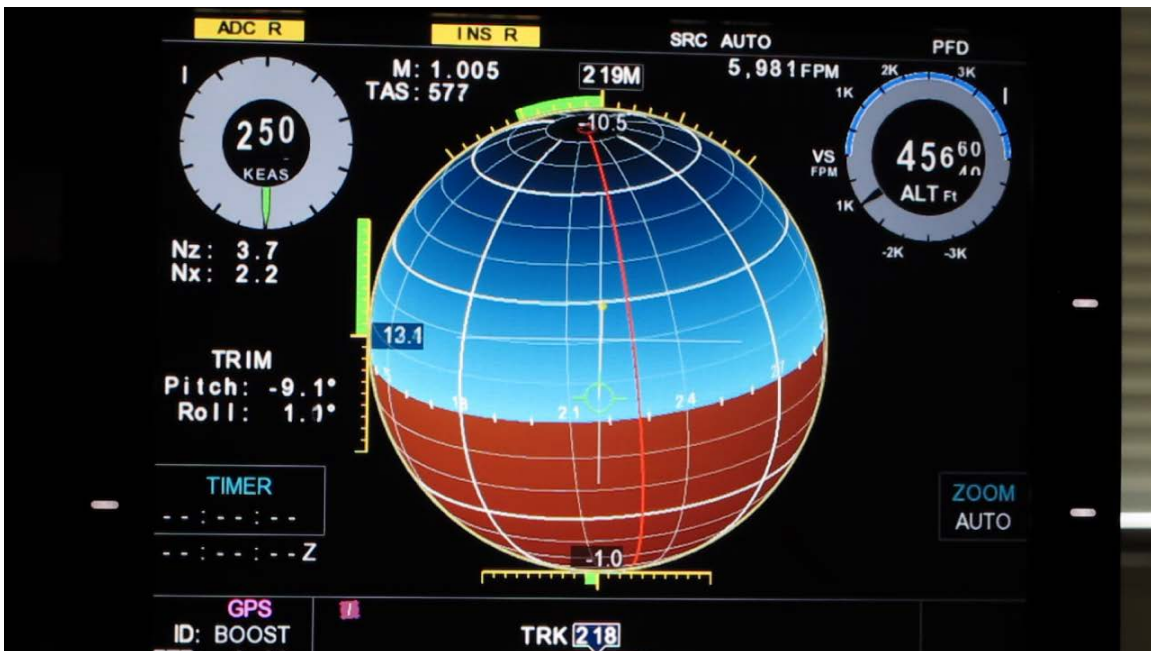 ADC R
INS R
SRC AUTO
PFD
M: 1.005
TAS: 577
219M
5,981 FPM
250
KEAS
2K
3K
1K
VS
FPM
456 60
40
ALT Ft
1K
-2K
-3K
-10.5
Nz: 3.7
Nx: 2.2
13.1
TRIM
Pitch: -9.1°
Roll: 1.1°
18
21
24
27
TIMER
--:--:--
--:--:--Z
ZOOM
AUTO
-1.0
GPS
ID: BOOST
TRK 218